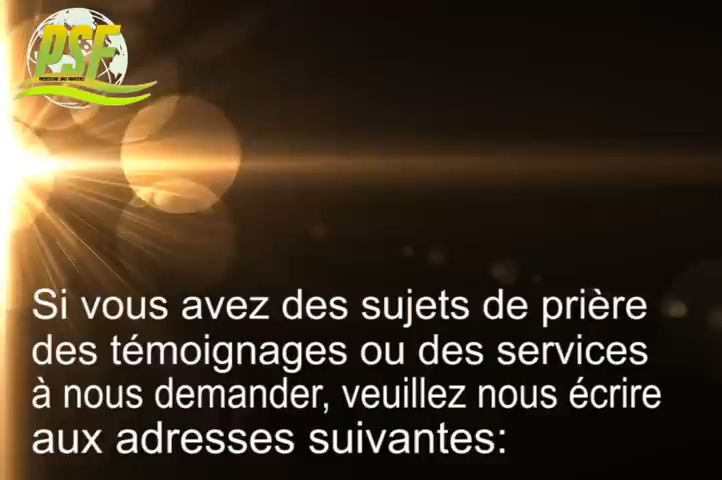 PSF
Si vous avez des sujets de prière
des témoignages ou des services
à nous demander, veuillez nous écrire
aux adresses suivantes: